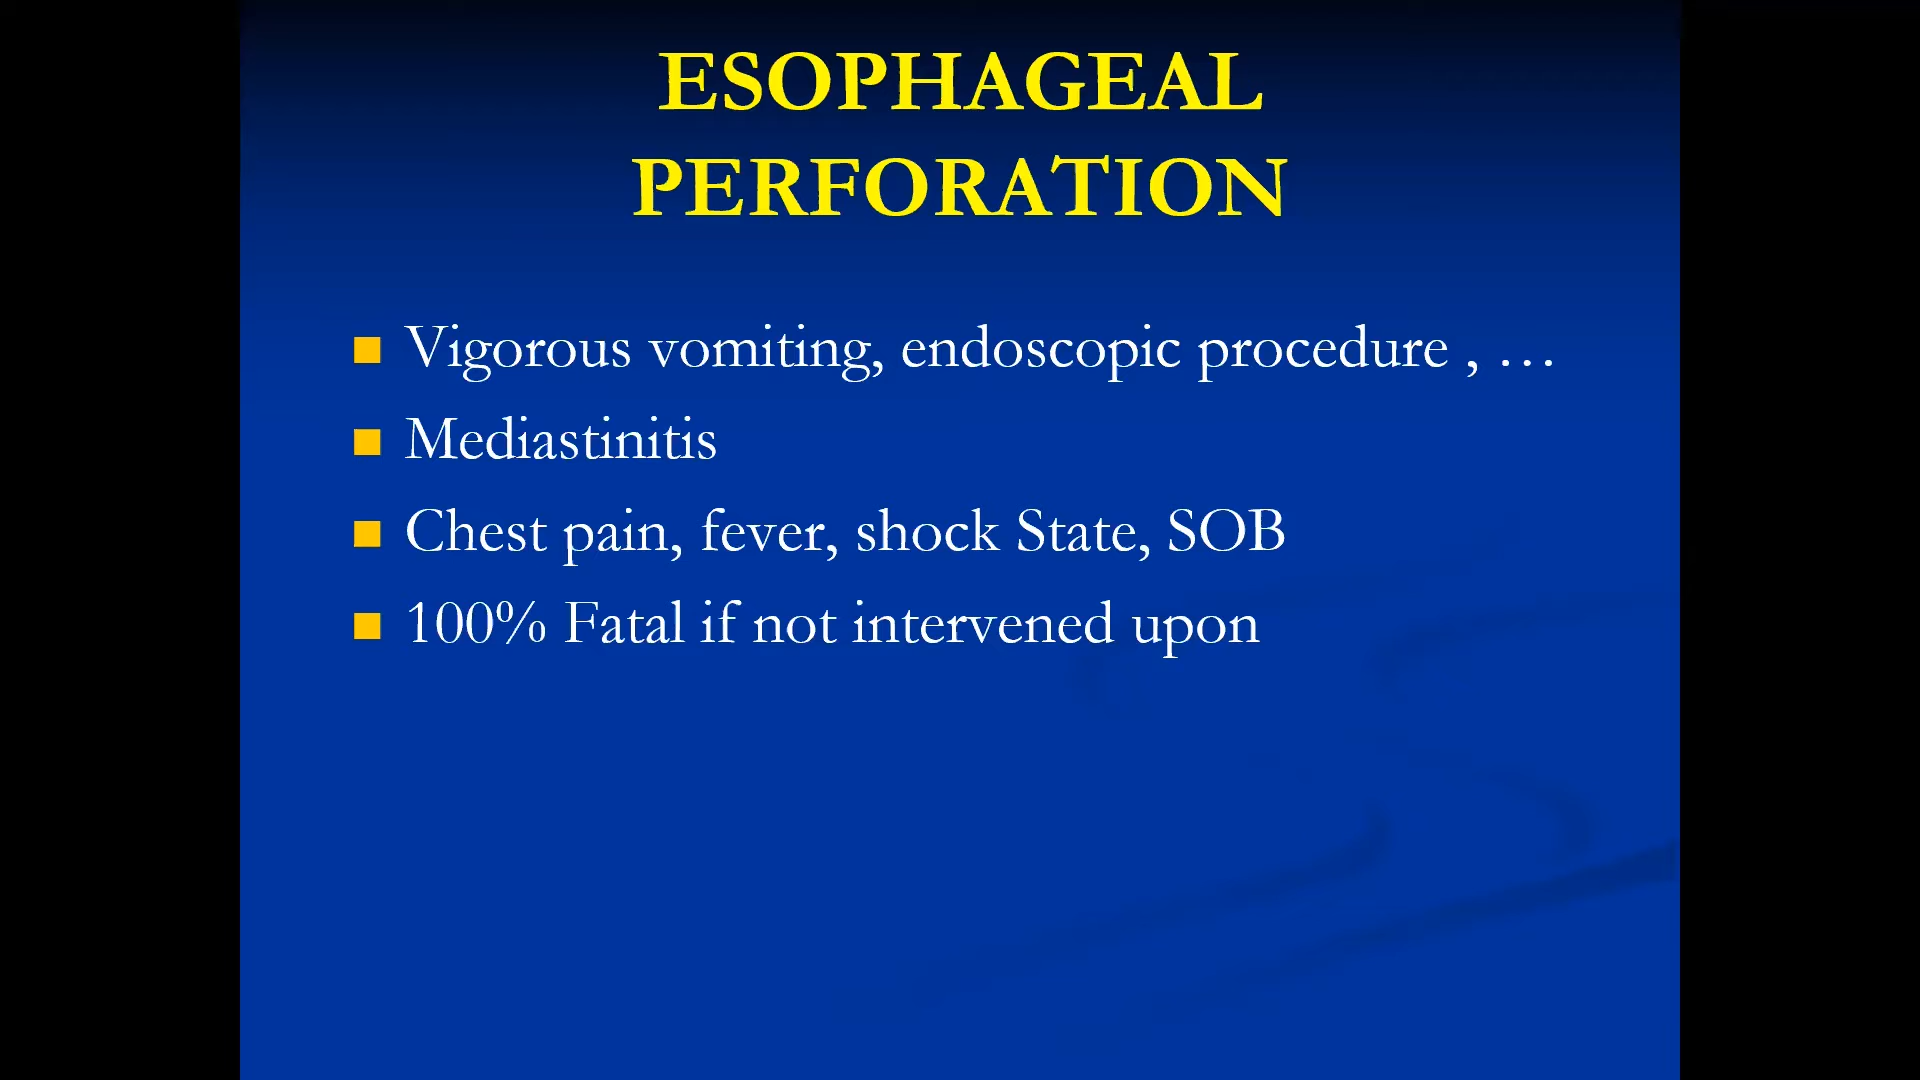 ESOPHAGEAL
PERFORATION
Vigorous vomiting, endoscopic procedure , …
Mediastinitis
Chest pain, fever, shock State, SOB
100% Fatal if not intervened upon